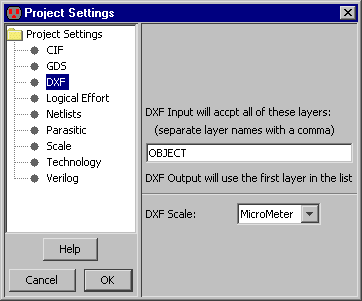 Project Settings
Project Settings
CIF
GDS
DXF
Logical Effort
Netlists
Parasitic
Scale
Technology
Verilog
Help
Cancel
OK
DXF Input will accpt all of these layers:
(separate layer names with a comma)
OBJECT
DXF Output will use the first layer in the list
DXF Scale:
MicroMeter